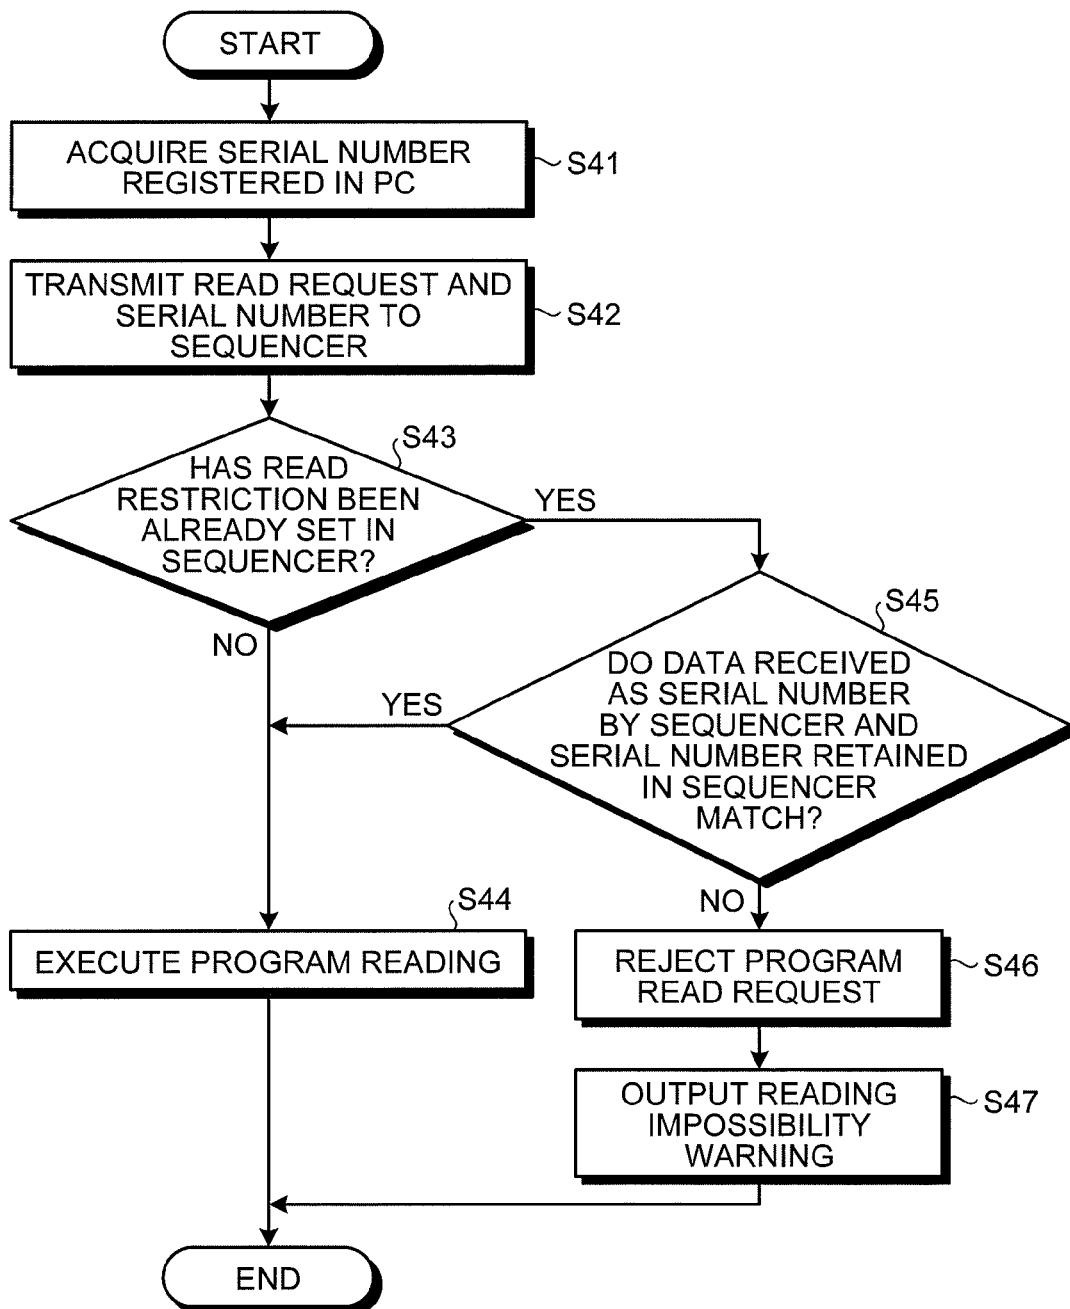 START
ACQUIRE SERIAL NUMBER
REGISTERED IN PC
S41
TRANSMIT READ REQUEST AND
SERIAL NUMBER TO
SEQUENCER
S42
S43
HAS READ
RESTRICTION BEEN
ALREADY SET IN
SEQUENCER?
YES
NO
S45
DO DATA RECEIVED
AS SERIAL NUMBER
BY SEQUENCER AND
SERIAL NUMBER RETAINED
IN SEQUENCER
MATCH?
YES
NO
S44
EXECUTE PROGRAM READING
REJECT PROGRAM
READ REQUEST
S46
OUTPUT READING
IMPOSSIBILITY
WARNING
S47
END